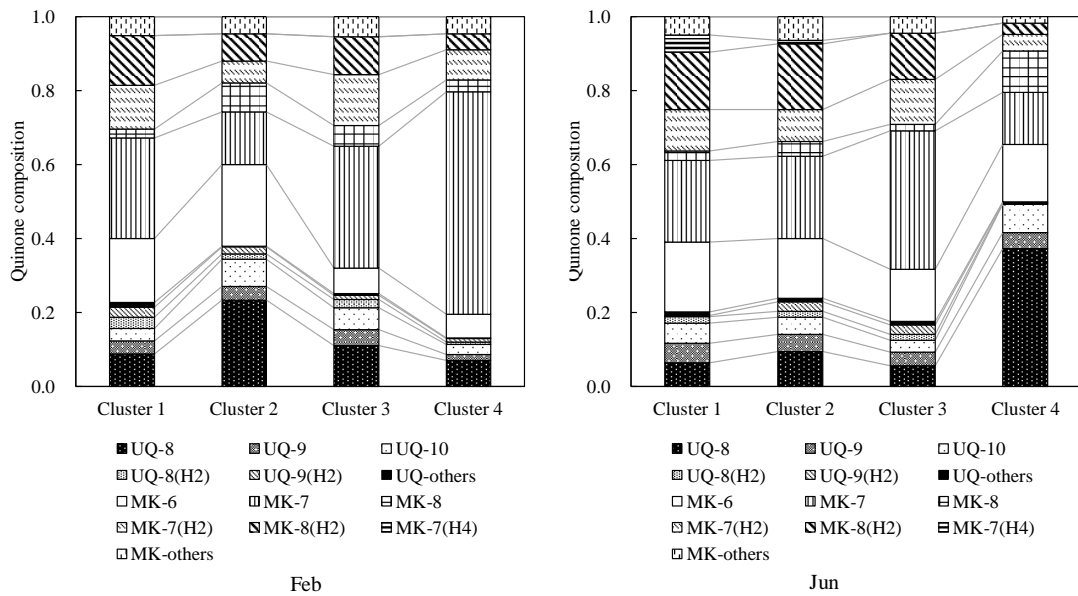 Quinone composition
1.0
0.8
0.6
0.4
0.2
0.0
Cluster 1 Cluster 2 Cluster 3 Cluster 4
UQ-8 UQ-9 UQ-10
UQ-8(H2) UQ-9(H2) UQ-others
MK-6 MK-7 MK-8
MK-7(H2) MK-8(H2) MK-7(H4)
MK-others
Feb
Quinone composition
1.0
0.8
0.6
0.4
0.2
0.0
Cluster 1 Cluster 2 Cluster 3 Cluster 4
UQ-8 UQ-9 UQ-10
UQ-8(H2) UQ-9(H2) UQ-others
MK-6 MK-7 MK-8
MK-7(H2) MK-8(H2) MK-7(H4)
MK-others
Jun